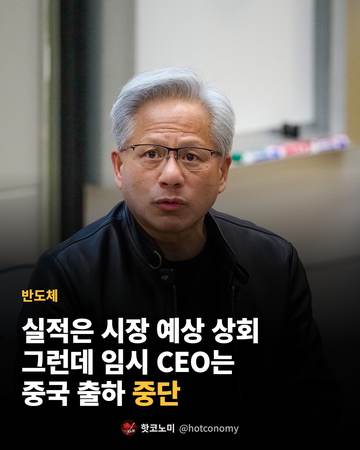 반도체
실적은 시장 예상 상회
그런데 임시 CEO는
중국 출하 중단
핫코노미 @hotconomy